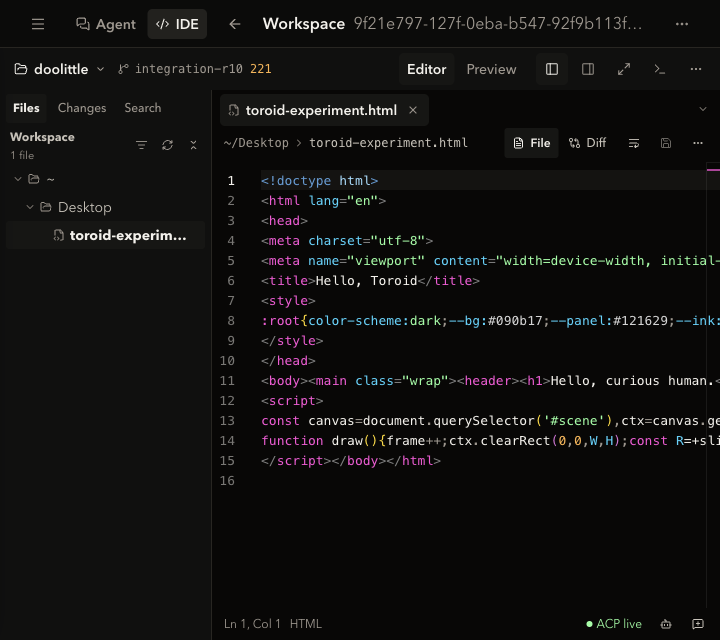 Agent
IDE
Workspace 9f21e797-127f-0eba-b547-92f9b113f...
doolittle
integration-r10 221
Editor
Preview
Files
Changes
Search
Workspace
1 file
~
Desktop
toroid-experim...
toroid-experiment.html
~/Desktop > toroid-experiment.html
File
Diff
1 <!doctype html>
2 <html lang="en">
3 <head>
4 <meta charset="utf-8">
5 <meta name="viewport" content="width=device-width, initial-
6 <title>Hello, Toroid</title>
7 <style>
8 :root{color-scheme:dark;--bg:#090b17;--panel:#121629;--ink:
9 </style>
10 </head>
11 <body><main class="wrap"><header><h1>Hello, curious human.<
12 <script>
13 const canvas=document.querySelector('#scene'),ctx=canvas.ge
14 function draw(){frame++;ctx.clearRect(0,0,W,H);const R=+sli
15 </script></body></html>
16
Ln 1, Col 1 HTML
ACP live